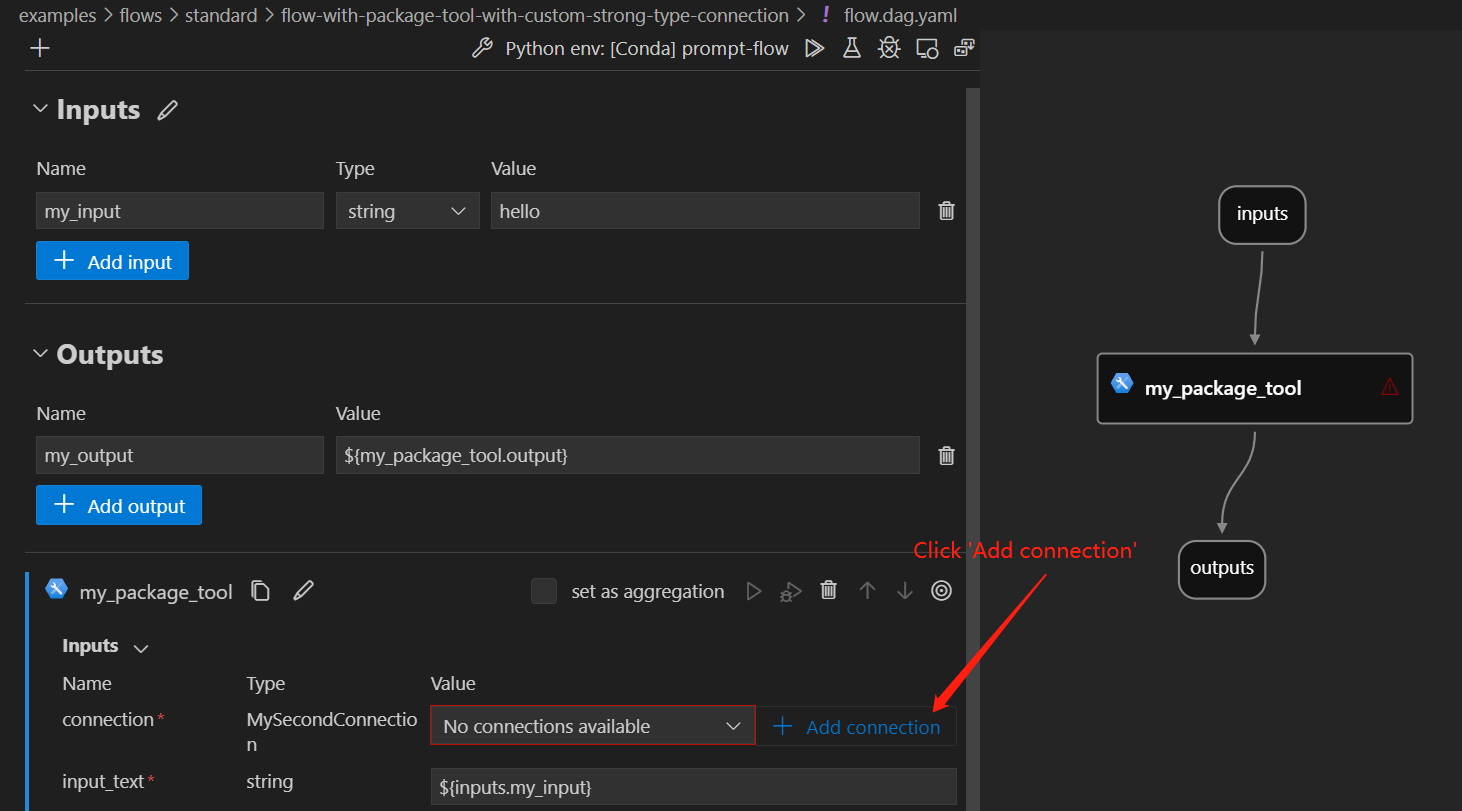 examples > flows > standard > flow-with-package-tool-with-custom-strong-type-connection > ! flow.dag.yaml
Python env: [Conda] prompt-flow
Inputs
Name Type Value
my_input string hello
Add input
Outputs
Name Value
my_output ${my_package_tool.output}
Add output
my_package_tool set as aggregation
Inputs
Name Type Value
connection* MySecondConnectio
n
No connections available Add connection
input_text* string ${inputs.my_input}
Click 'Add connection'
inputs
my_package_tool
outputs